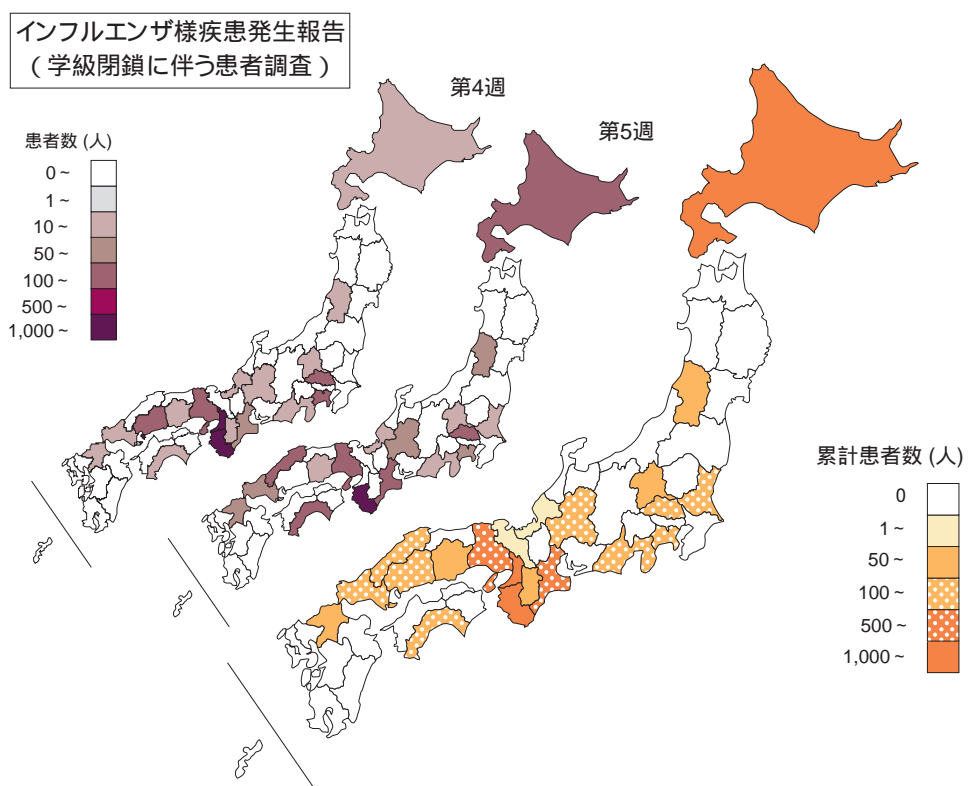 インフルエンザ様疾患発生報告
( 学級閉鎖に伴う患者調査 )
第4週
第5週
患者数 (人)
0 ~
1 ~
10 ~
50 ~
100 ~
500 ~
1,000 ~
累計患者数 (人)
0
1 ~
50 ~
100 ~
500 ~
1,000 ~